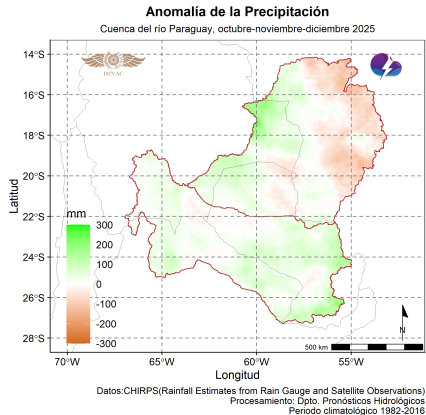 Anomalía de la Precipitación
Cuenca del río Paraguay, octubre-noviembre-diciembre 2025
14°S
16°S
18°S
20°S
22°S
24°S
26°S
28°S
Latitud
DINAC
mm
300
200
100
0
-100
-200
-300
N
500 km
70°W
65°W
60°W
55°W
Longitud
Datos:CHIRPS(Rainfall Estimates from Rain Gauge and Satellite Observations)
Procesamiento: Dpto. Pronósticos Hidrológicos
Periodo climatológico 1982-2016